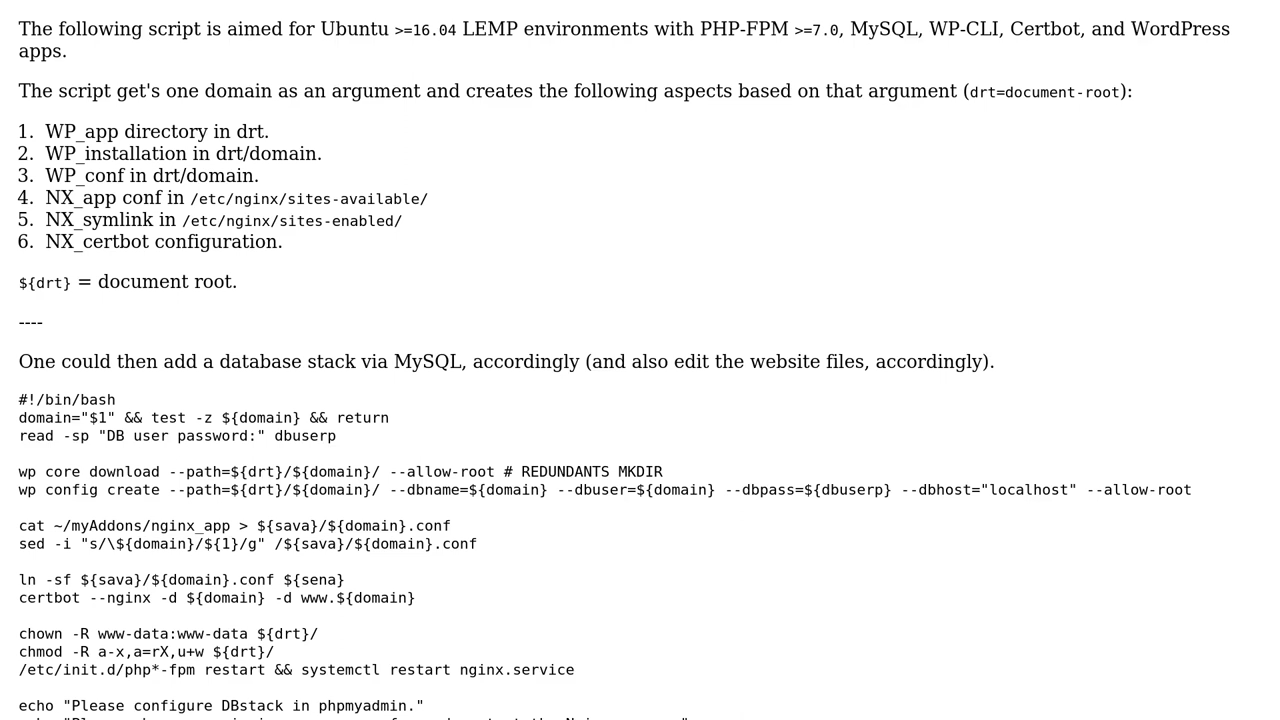 The following script is aimed for Ubuntu >=16.04 LEMP environments with PHP-FPM >=7.0, MySQL, WP-CLI, Certbot, and WordPress
apps.
The script get's one domain as an argument and creates the following aspects based on that argument (drt=document-root):
1. WP_app directory in drt.
2. WP_installation in drt/domain.
3. WP_conf in drt/domain.
4. NX_app conf in /etc/nginx/sites-available/
5. NX_symlink in /etc/nginx/sites-enabled/
6. NX_certbot configuration.
${drt} = document root.
----
One could then add a database stack via MySQL, accordingly (and also edit the website files, accordingly).
#!/bin/bash
domain="$1" && test -z ${domain} && return
read -sp "DB user password:" dbuserp
wp core download --path=${drt}/${domain}/ --allow-root # REDUNDANTS MKDIR
wp config create --path=${drt}/${domain}/ --dbname=${domain} --dbuser=${domain} --dbpass=${dbuserp} --dbhost="localhost" --allow-root
cat ~/myAddons/nginx_app > ${sava}/${domain}.conf
sed -i "s/\${domain}/${1}/g" /${sava}/${domain}.conf
ln -sf ${sava}/${domain}.conf ${sena}
certbot --nginx -d ${domain} -d www.${domain}
chown -R www-data:www-data ${drt}/
chmod -R a-x,a=rX,u+w ${drt}/
/etc/init.d/php*-fpm restart && systemctl restart nginx.service
echo "Please configure DBstack in phpmyadmin."